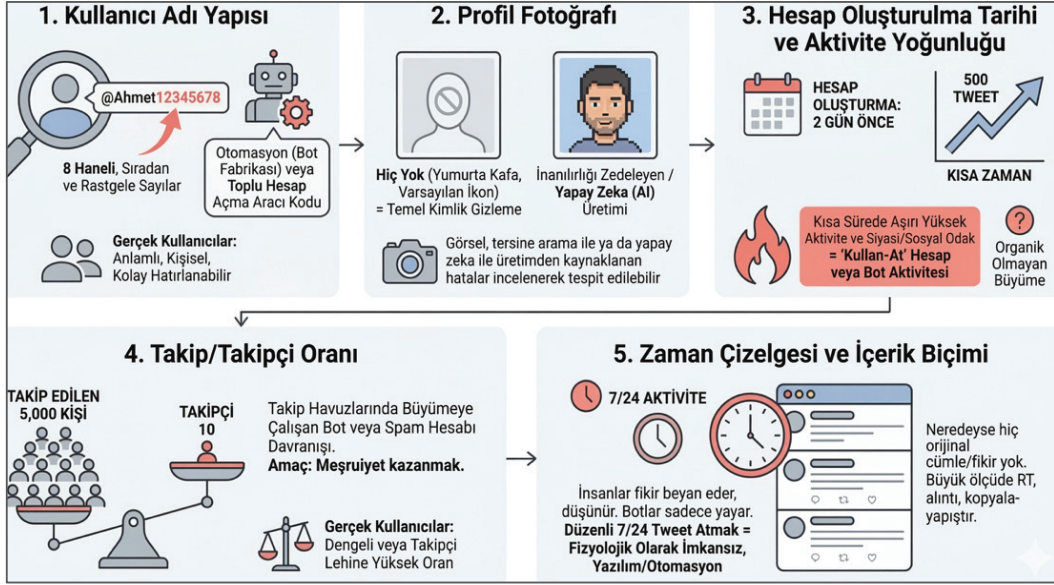 1. Kullanıcı Adı Yapısı
@Ahmet12345678
8 Haneli, Sıradan
ve Rastgele Sayılar
Otomasyon (Bot
Fabrikası) veya
Toplu Hesap
Açma Aracı Kodu
Gerçek Kullanıcılar:
Anlamlı, Kişisel,
Kolay Hatırlanabilir
2. Profil Fotoğrafı
Hiç Yok (Yumurta Kafa,
Varsayılan İkon)
= Temel Kimlik Gizleme
İnanılırlığı Zedeleyen /
Yapay Zeka (AI)
Üretimi
Görsel, tersine arama ile ya da yapay
zeka ile üretimden kaynaklanan
hatalar incelenerek tespit edilebilir
3. Hesap Oluşturulma Tarihi
ve Aktivite Yoğunluğu
HESAP
OLUŞTURMA:
2 GÜN ÖNCE
500
TWEET
KISA ZAMAN
Kısa Sürede Aşırı Yüksek
Aktivite ve Siyasi/Sosyal Odak
= 'Kullan-At' Hesap
veya Bot Aktivitesi
?
Organik
Olmayan
Büyüme
4. Takip/Takipçi Oranı
TAKİP EDİLEN
5,000 KİŞİ
TAKİPÇİ
10
Takip Havuzlarında Büyümeye
Çalışan Bot veya Spam Hesabı
Davranışı.
Amaç: Meşruiyet kazanmak.
Gerçek Kullanıcılar:
Dengeli veya Takipçi
Lehine Yüksek Oran
5. Zaman Çizelgesi ve İçerik Biçimi
7/24 AKTİVİTE
İnsanlar fikir beyan eder,
düşünür. Botlar sadece yayar.
Düzenli 7/24 Tweet Atmak =
Fizyolojik Olarak İmkansız,
Yazılım/Otomasyon
Neredeyse hiç
orijinal
cümle/fikir yok.
Büyük ölçüde RT,
alıntı, kopyala-
yapıştır.